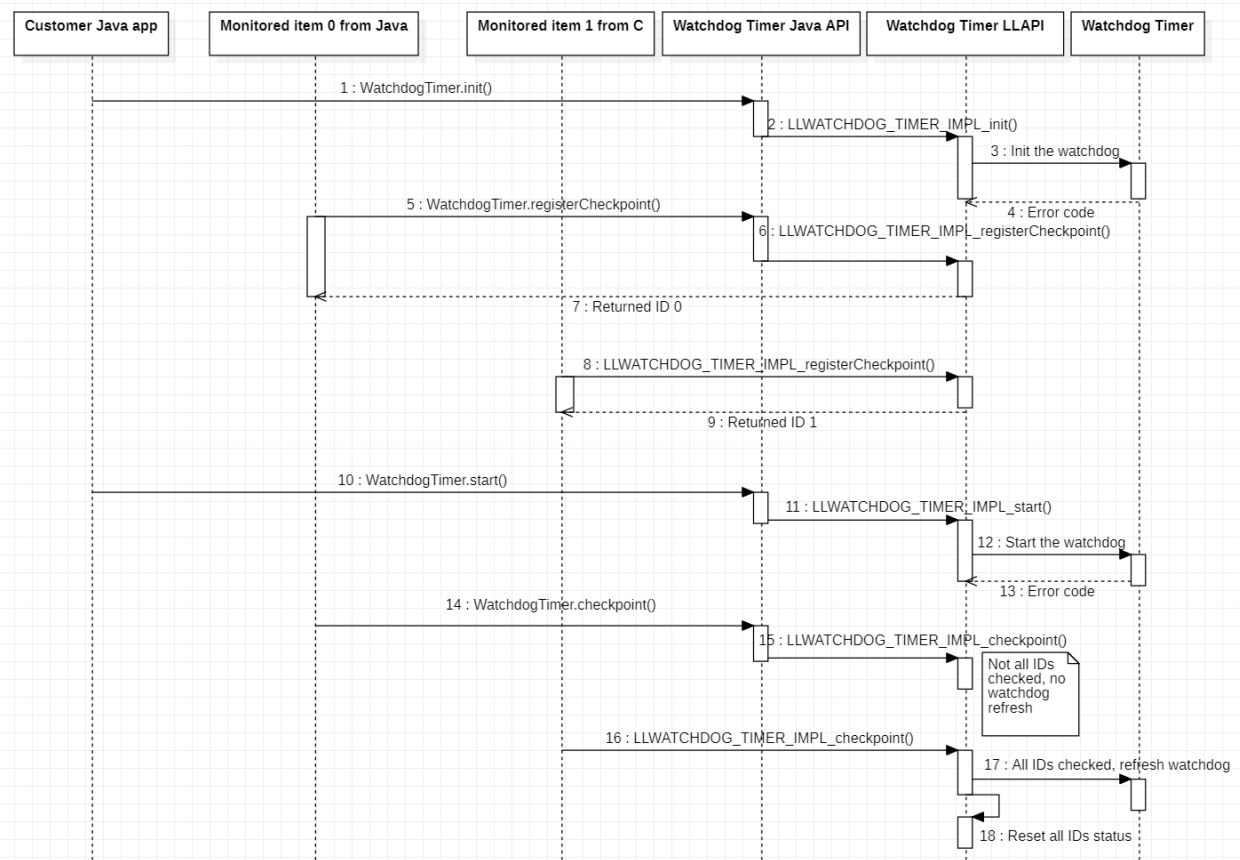 Customer Java app
Monitored item 0 from Java
Monitored item 1 from C
Watchdog Timer Java API
Watchdog Timer LLAPI
Watchdog Timer
1 : WatchdogTimer.init()
2 : LLWATCHDOG_TIMER_IMPL_init()
3 : Init the watchdog
4 : Error code
5 : WatchdogTimer.registerCheckpoint()
6 : LLWATCHDOG_TIMER_IMPL_registerCheckpoint()
7 : Returned ID 0
8 : LLWATCHDOG_TIMER_IMPL_registerCheckpoint()
9 : Returned ID 1
10 : WatchdogTimer.start()
11 : LLWATCHDOG_TIMER_IMPL_start()
12 : Start the watchdog
13 : Error code
14 : WatchdogTimer.checkpoint()
15 : LLWATCHDOG_TIMER_IMPL_checkpoint()
Not all IDs
checked, no
watchdog
refresh
16 : LLWATCHDOG_TIMER_IMPL_checkpoint()
17 : All IDs checked, refresh watchdog
18 : Reset all IDs status